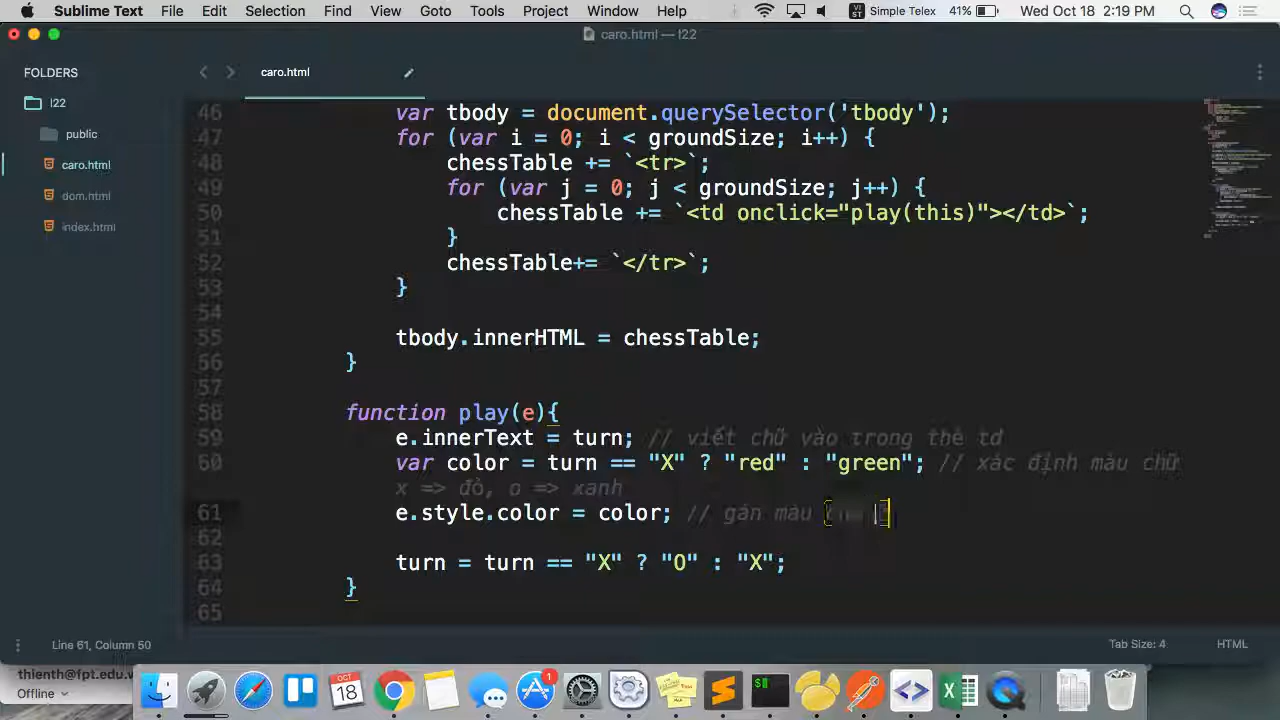 Sublime Text File Edit Selection Find View Goto Tools Project Window Help VI ST Simple Telex 41% Wed Oct 18 2:19 PM
caro.html — l22
FOLDERS
l22
public
caro.html
dom.html
index.html
caro.html
46 var tbody = document.querySelector('tbody');
47 for (var i = 0; i < groundSize; i++) {
48 chessTable += `<tr>`;
49 for (var j = 0; j < groundSize; j++) {
50 chessTable += `<td onclick="play(this)"></td>`;
51 }
52 chessTable+= `</tr>`;
53 }
54
55 tbody.innerHTML = chessTable;
56 }
57
58 function play(e){
59 e.innerText = turn; // viết chữ vào trong thẻ td
60 var color = turn == "X" ? "red" : "green"; // xác định màu chữ
x => đỏ, o => xanh
61 e.style.color = color; // gán màu
62
63 turn = turn == "X" ? "O" : "X";
64 }
65
Line 61, Column 50
Tab Size: 4
HTML
thienth@fpt.edu.v
Offline
OCT
18
1
$